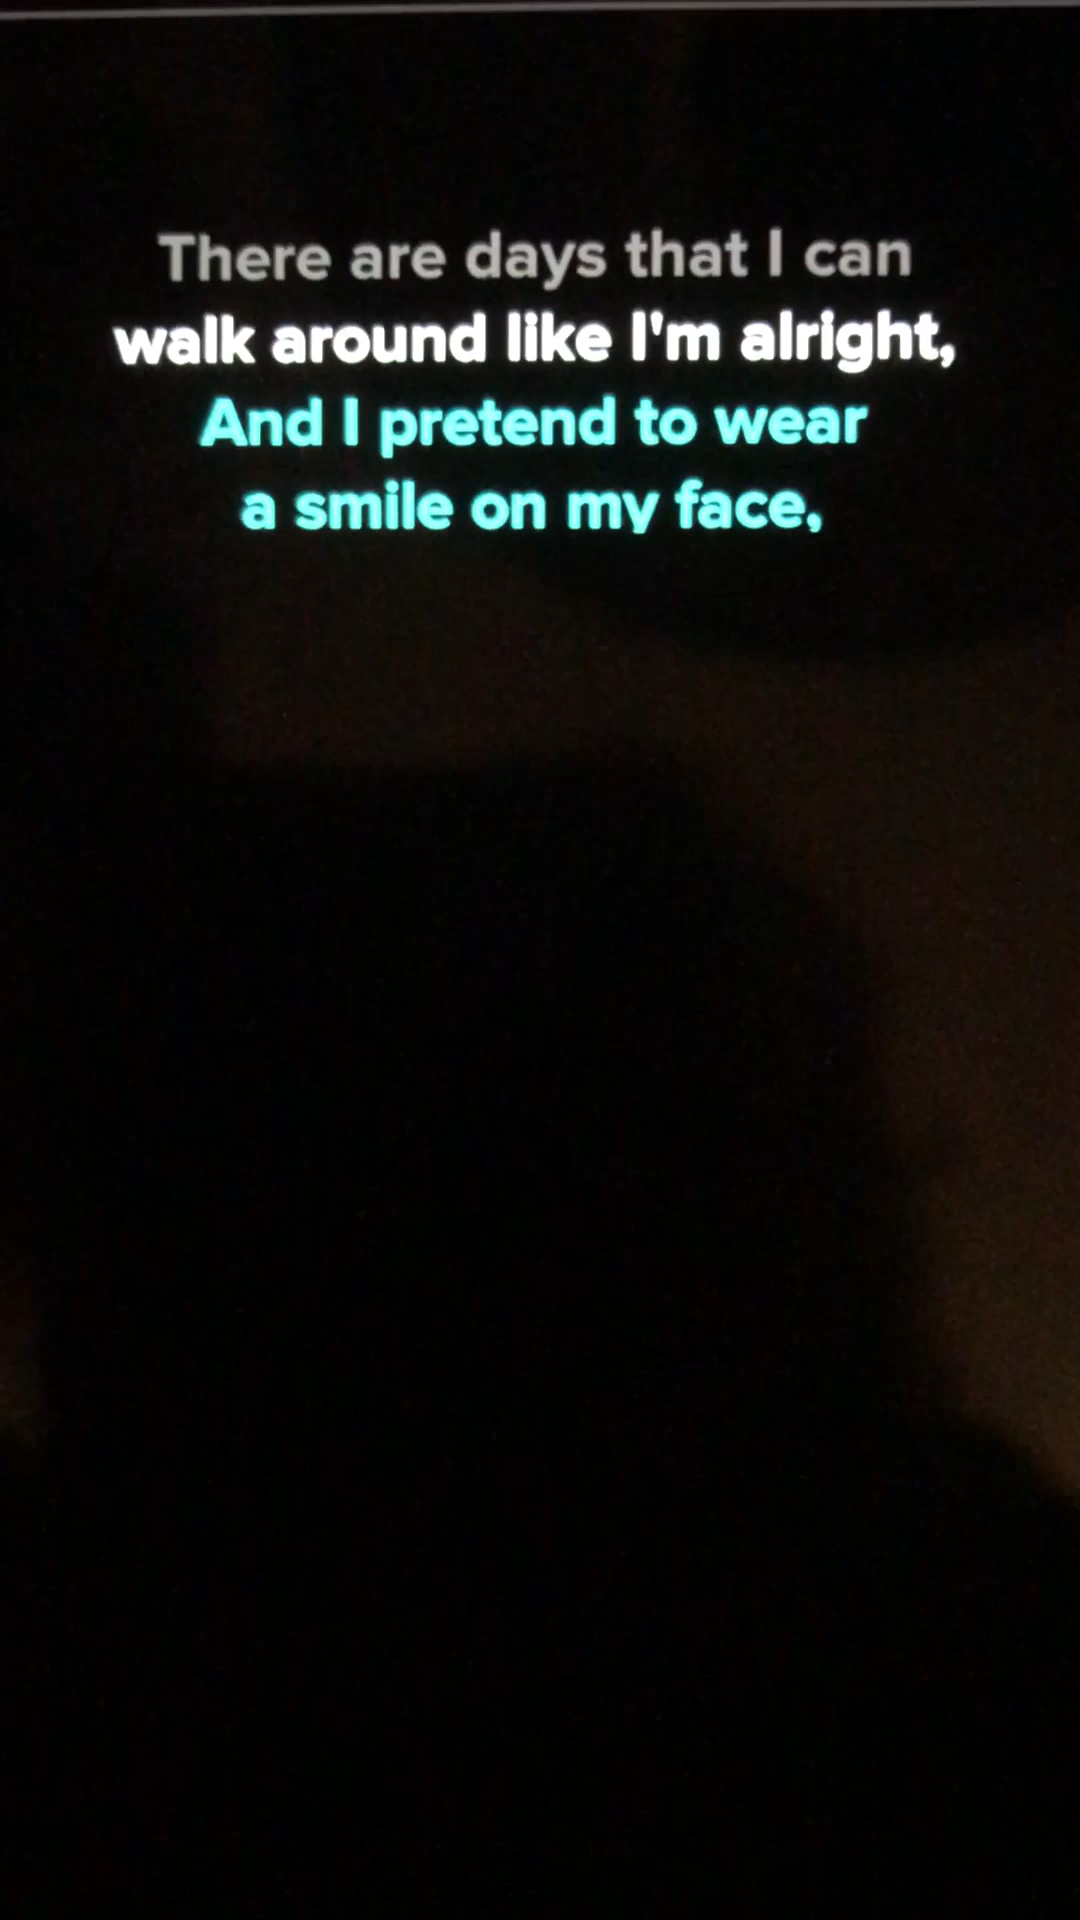 There are days that I can
walk around like I'm alright,
And I pretend to wear
a smile on my face,